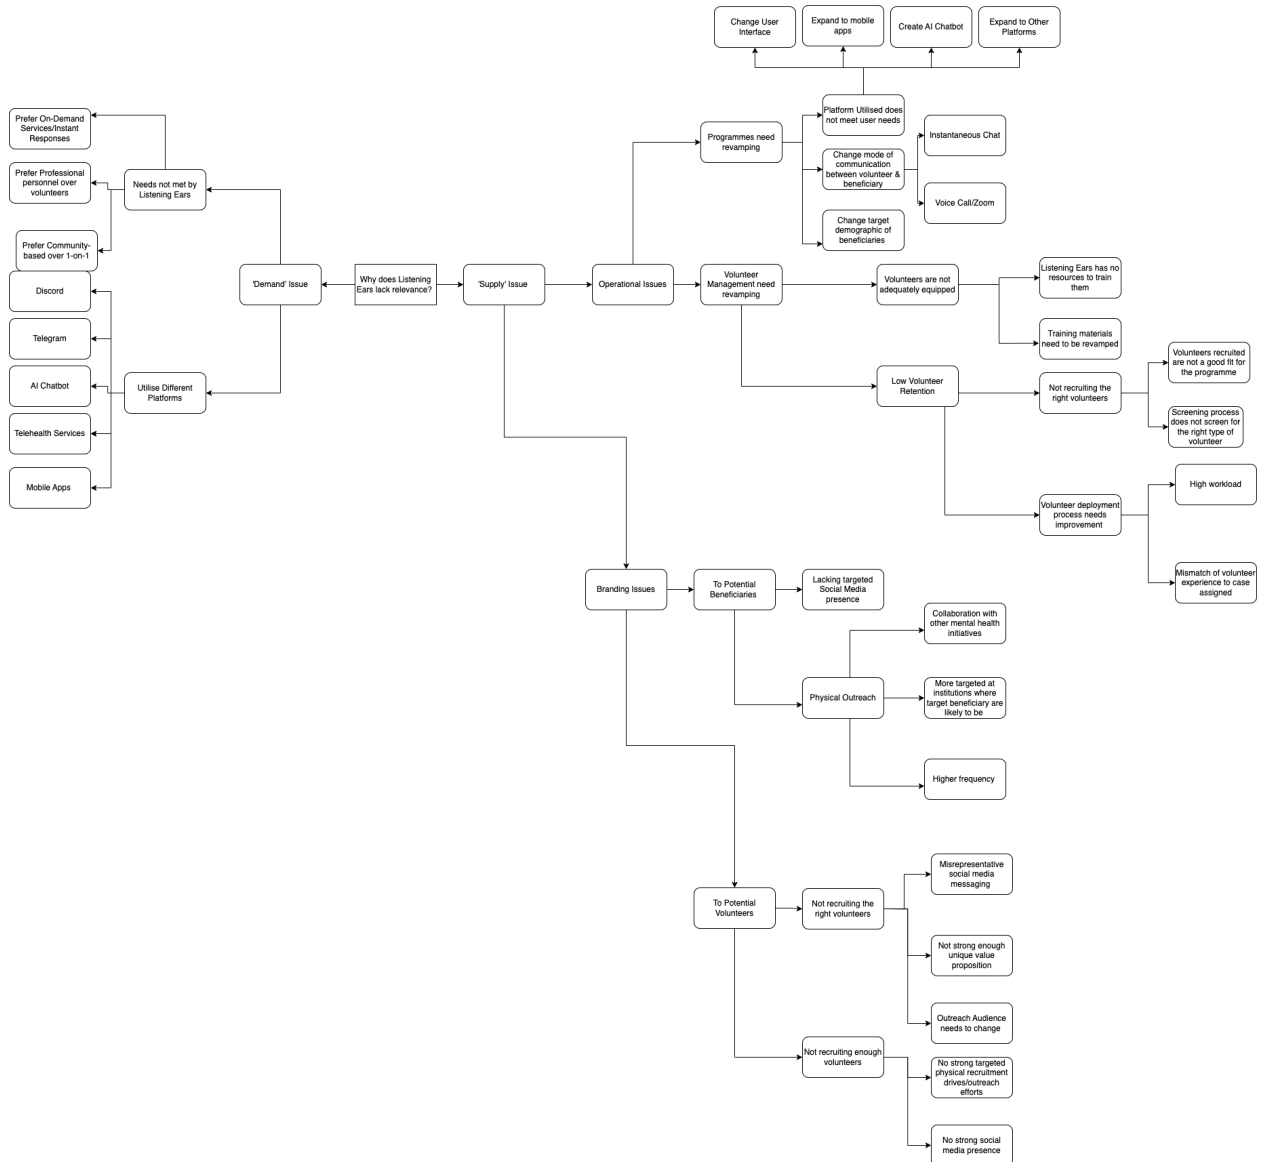 Change User
Interface
Expand to mobile
apps
Create AI Chatbot
Expand to Other
Platforms
Prefer On-Demand
Services/Instant
Responses
Platform Utilised does
not meet user needs
Programmes need
revamping
Instantaneous Chat
Prefer Professional
personnel over
volunteers
Needs not met by
Listening Ears
Change mode of
communication
between volunteer &
beneficiary
Voice Call/Zoom
Prefer Community-
based over 1-on-1
Change target
demographic of
beneficiaries
Discord
'Demand' Issue
Why does Listening
Ears lack relevance?
'Supply' Issue
Operational Issues
Volunteer
Management need
revamping
Volunteers are not
adequately equipped
Listening Ears has no
resources to train
them
Telegram
Training materials
need to be revamped
Volunteers recruited
are not a good fit for
the programme
AI Chatbot
Utilise Different
Platforms
Low Volunteer
Retention
Not recruiting the
right volunteers
Screening process
does not screen for
the right type of
volunteer
Telehealth Services
Mobile Apps
High workload
Volunteer deployment
process needs
improvement
Mismatch of volunteer
experience to case
assigned
Branding Issues
To Potential
Beneficiaries
Lacking targeted
Social Media
presence
Collaboration with
other mental health
initiatives
Physical Outreach
More targeted at
institutions where
target beneficiary are
likely to be
Higher frequency
Misrepresentative
social media
messaging
To Potential
Volunteers
Not recruiting the
right volunteers
Not strong enough
unique value
proposition
Outreach Audience
needs to change
Not recruiting enough
volunteers
No strong targeted
physical recruitment
drives/outreach
efforts
No strong social
media presence